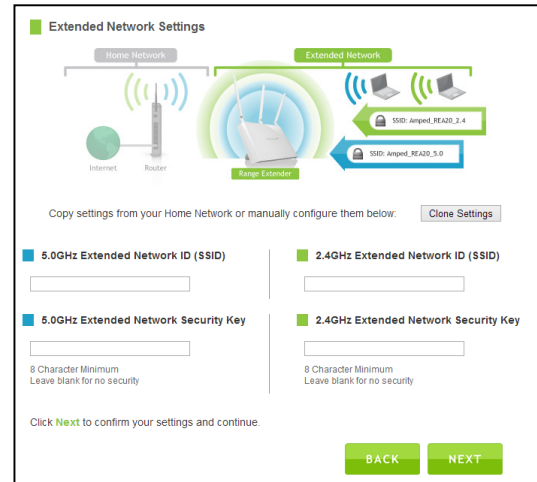 Extended Network Settings
Home Network
Extended Network
SSID: Amped_REA20_2.4
SSID: Amped_REA20_5.0
Internet
Router
Range Extender
Copy settings from your Home Network or manually configure them below:
Clone Settings
5.0GHz Extended Network ID (SSID)
2.4GHz Extended Network ID (SSID)
5.0GHz Extended Network Security Key
2.4GHz Extended Network Security Key
8 Character Minimum
Leave blank for no security
8 Character Minimum
Leave blank for no security
Click Next to confirm your settings and continue.
BACK
NEXT